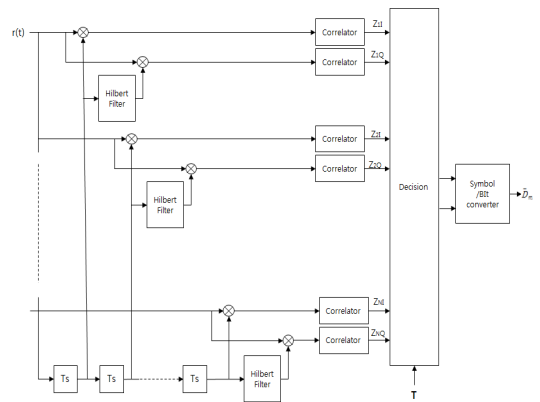 r(t)
Correlator
Z1I
Correlator
Z1Q
Hilbert
Filter
Correlator
Z2I
Correlator
Z2Q
Hilbert
Filter
Decision
Symbol
/BIt
converter
D̂m
Correlator
ZNI
Correlator
ZNQ
Ts
Ts
Ts
Hilbert
Filter
T